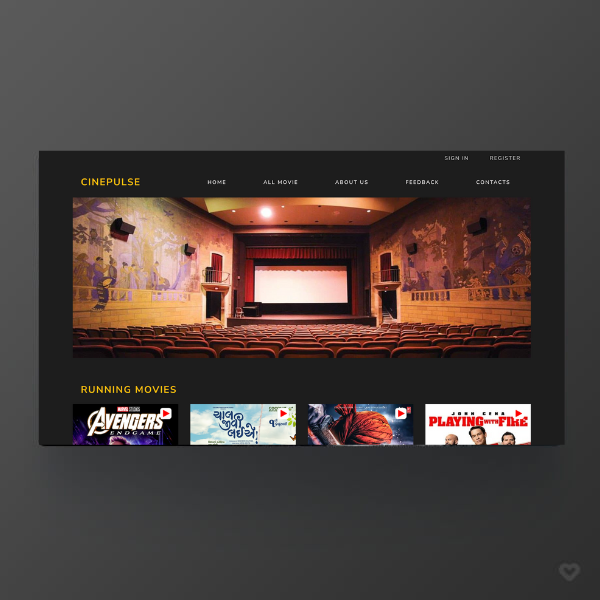 SIGN IN REGISTER
CINEPULSE HOME ALL MOVIE ABOUT US FEEDBACK CONTACTS
RUNNING MOVIES
MARVEL STUDIOS
AVENGERS
ENDGAME
ચાલ
જીવી
લઈએ!
JOHN CENA
PLAYING WITH FIRE